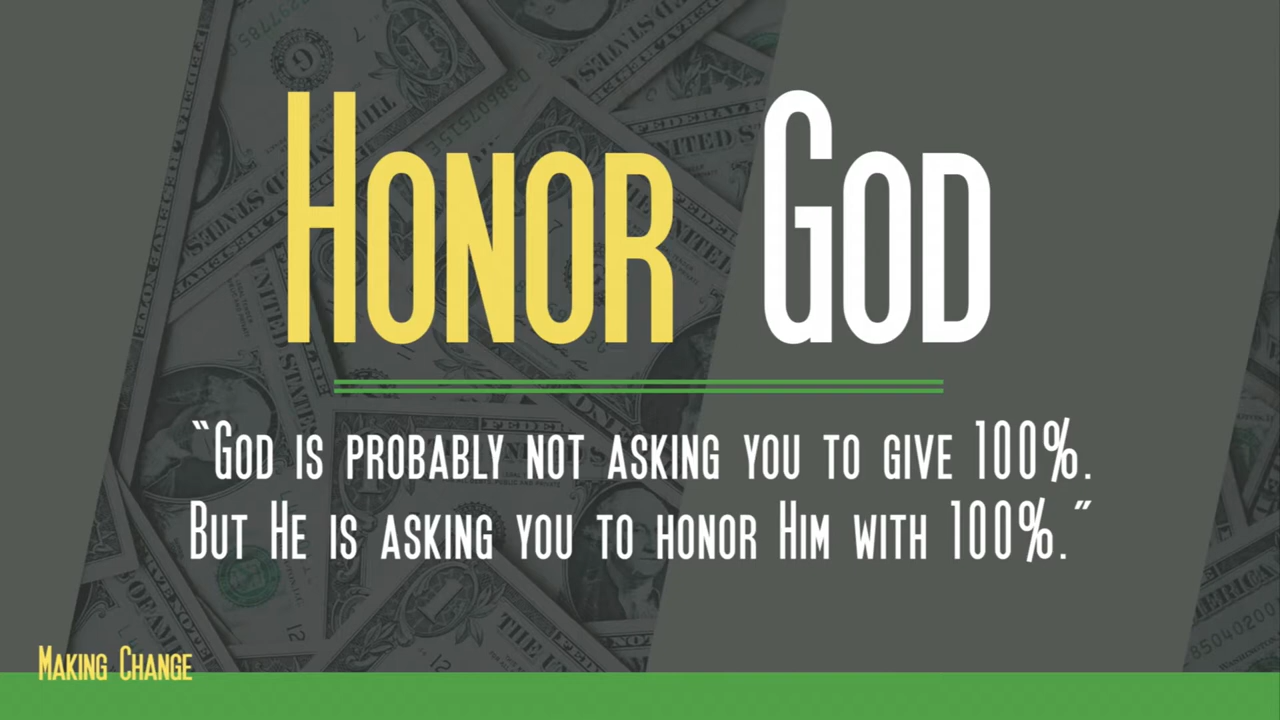 Honor God
“God is probably not asking you to give 100%.
But He is asking you to honor Him with 100%.”
Making Change